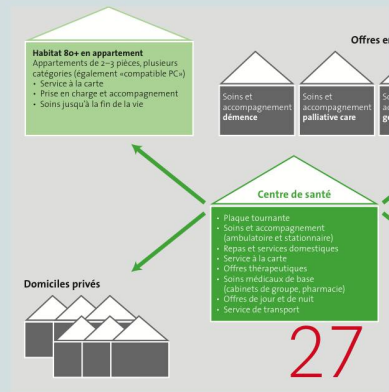 Habitat 80+ en appartement
Appartements de 2–3 pièces, plusieurs
catégories (également «compatible PC»)
• Service à la carte
• Prise en charge et accompagnement
• Soins jusqu'à la fin de la vie
Offres
Soins et
accompagnement
démence
Soins et
accompagnement
palliative care
Centre de santé
• Plaque tournante
• Soins et accompagnement
(ambulatoire et stationnaire)
• Repas et services domestiques
• Service à la carte
• Offres thérapeutiques
• Soins médicaux de base
(cabinets de groupe, pharmacie)
• Offres de jour et de nuit
• Service de transport
Domiciles privés
27